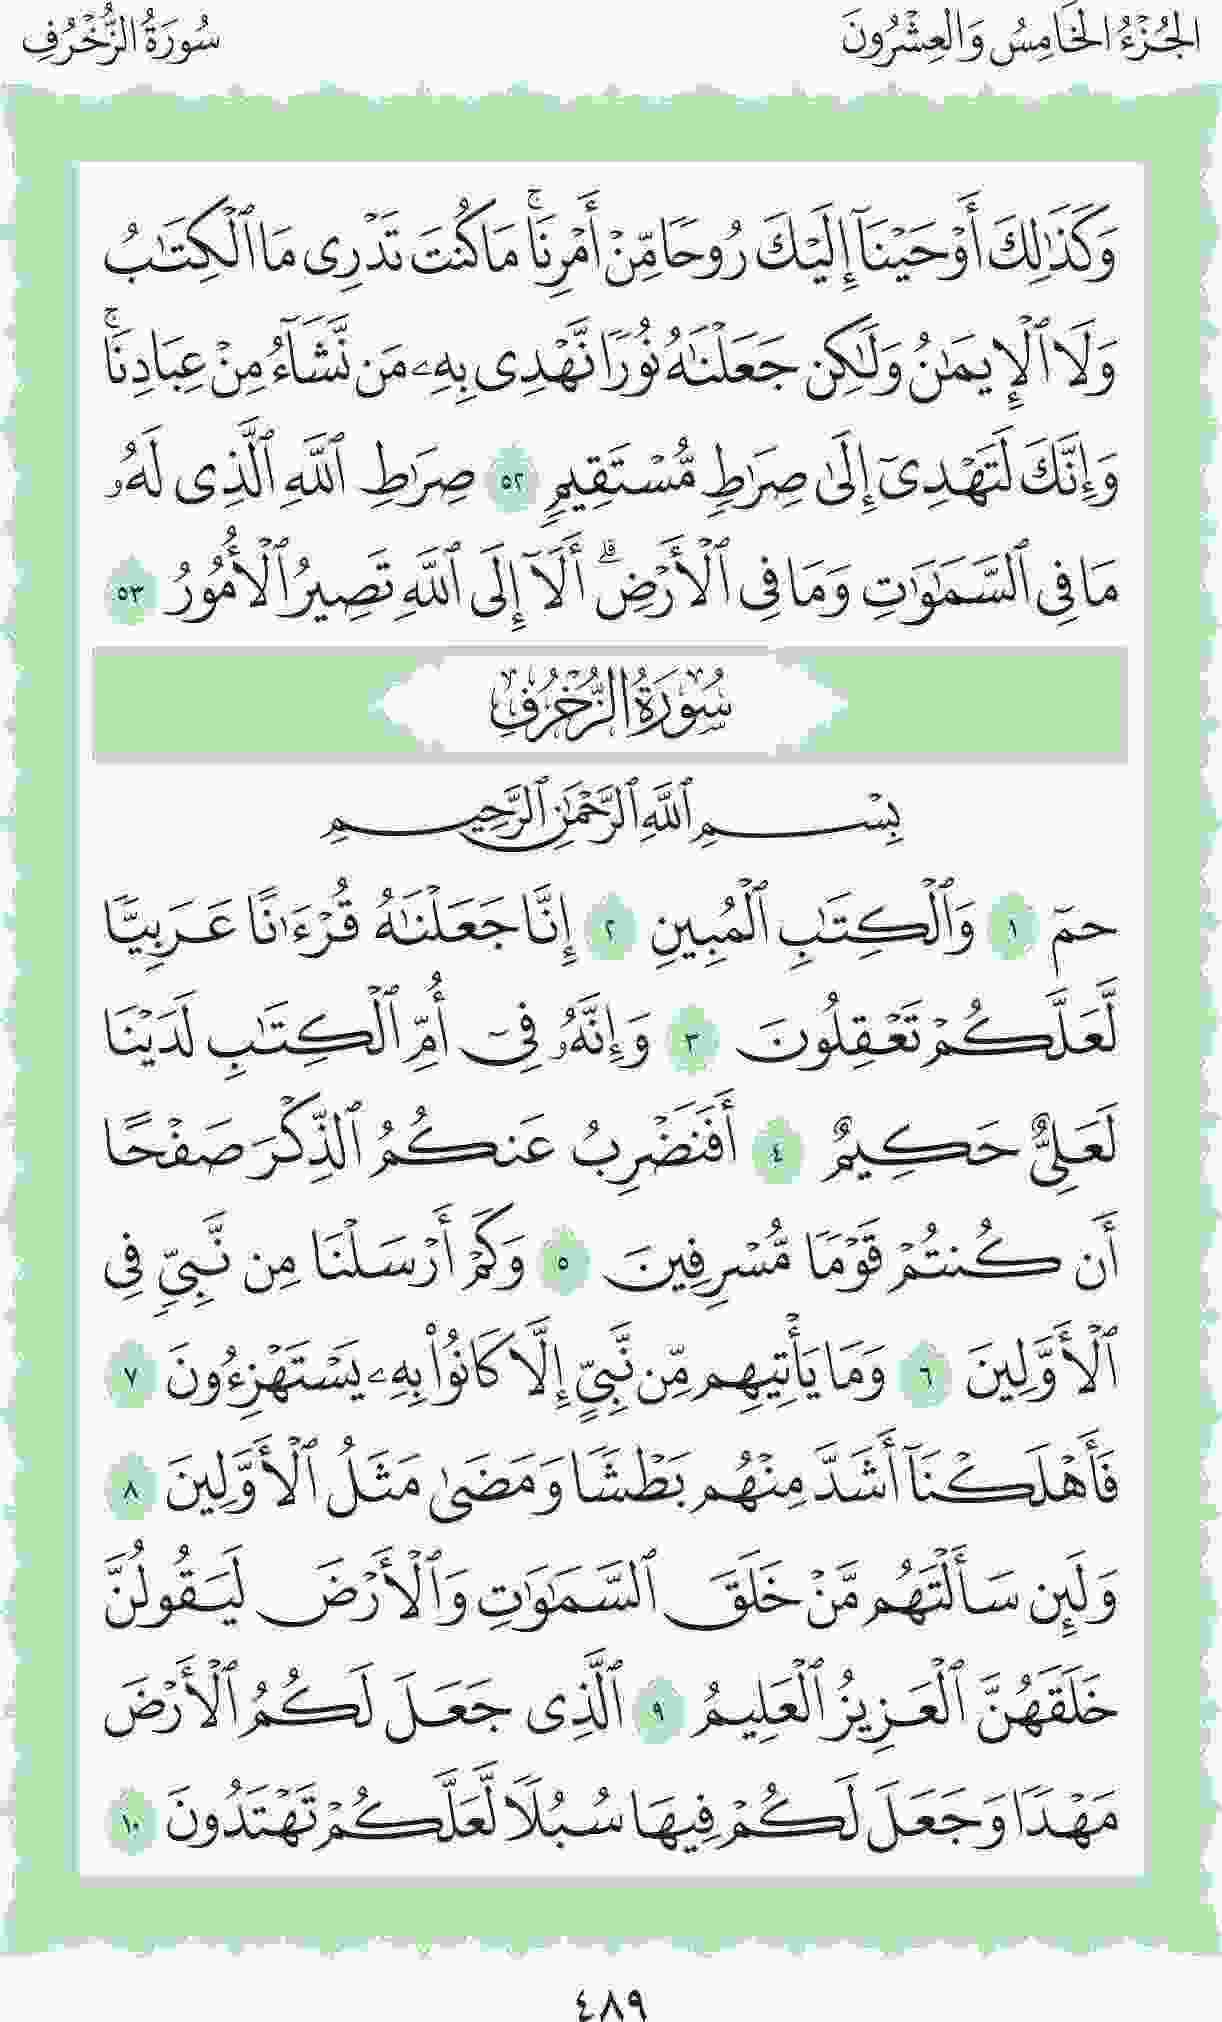 الجُزْءُ الخَامِسُ وَالعِشْرُونَ
سُورَةُ الزُّخْرُفِ
وَكَذَٰلِكَ أَوْحَيْنَآ إِلَيْكَ رُوحًا مِّنْ أَمْرِنَا ۚ مَا كُنتَ تَدْرِى مَا ٱلْكِتَٰبُ
وَلَا ٱلْإِيمَٰنُ وَلَٰكِن جَعَلْنَٰهُ نُورًا نَّهْدِى بِهِۦ مَن نَّشَآءُ مِنْ عِبَادِنَا ۚ
وَإِنَّكَ لَتَهْدِىٓ إِلَىٰ صِرَٰطٍ مُّسْتَقِيمٍ ٥٢ صِرَٰطِ ٱللَّهِ ٱلَّذِى لَهُۥ
مَا فِى ٱلسَّمَٰوَٰتِ وَمَا فِى ٱلْأَرْضِ ۗ أَلَآ إِلَى ٱللَّهِ تَصِيرُ ٱلْأُمُورُ ٥٣
سُورَةُ الزُّخْرُفِ
بِسْمِ ٱللَّهِ ٱلرَّحْمَٰنِ ٱلرَّحِيمِ
حمٓ ١ وَٱلْكِتَٰبِ ٱلْمُبِينِ ٢ إِنَّا جَعَلْنَٰهُ قُرْءَٰنًا عَرَبِيًّا
لَّعَلَّكُمْ تَعْقِلُونَ ٣ وَإِنَّهُۥ فِىٓ أُمِّ ٱلْكِتَٰبِ لَدَيْنَا
لَعَلِىٌّ حَكِيمٌ ٤ أَفَنَضْرِبُ عَنكُمُ ٱلذِّكْرَ صَفْحًا
أَن كُنتُمْ قَوْمًا مُّسْرِفِينَ ٥ وَكَمْ أَرْسَلْنَا مِن نَّبِىٍّ فِى
ٱلْأَوَّلِينَ ٦ وَمَا يَأْتِيهِم مِّن نَّبِىٍّ إِلَّا كَانُوا۟ بِهِۦ يَسْتَهْزِءُونَ ٧
فَأَهْلَكْنَآ أَشَدَّ مِنْهُم بَطْشًا وَمَضَىٰ مَثَلُ ٱلْأَوَّلِينَ ٨
وَلَئِن سَأَلْتَهُم مَّنْ خَلَقَ ٱلسَّمَٰوَٰتِ وَٱلْأَرْضَ لَيَقُولُنَّ
خَلَقَهُنَّ ٱلْعَزِيزُ ٱلْعَلِيمُ ٩ ٱلَّذِى جَعَلَ لَكُمُ ٱلْأَرْضَ
مَهْدًا وَجَعَلَ لَكُمْ فِيهَا سُبُلًا لَّعَلَّكُمْ تَهْتَدُونَ ١٠
٤٨٩